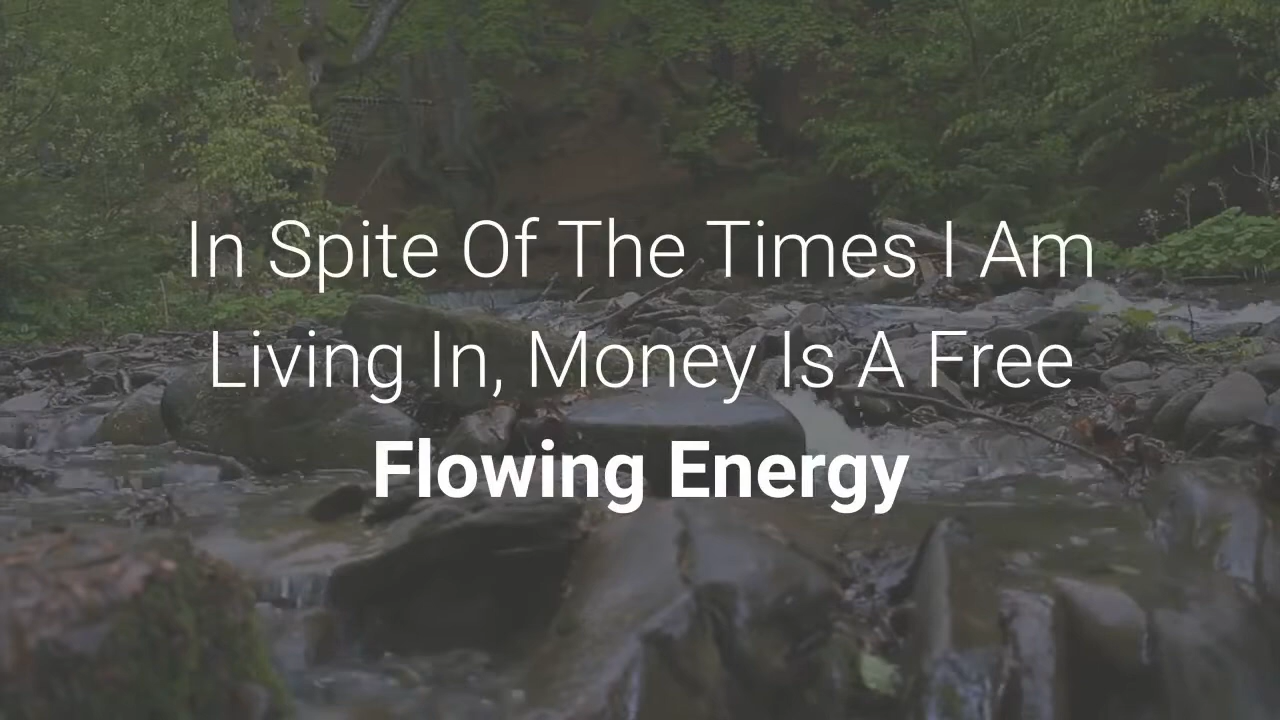 In Spite Of The Times I Am
Living In, Money Is A Free
Flowing Energy